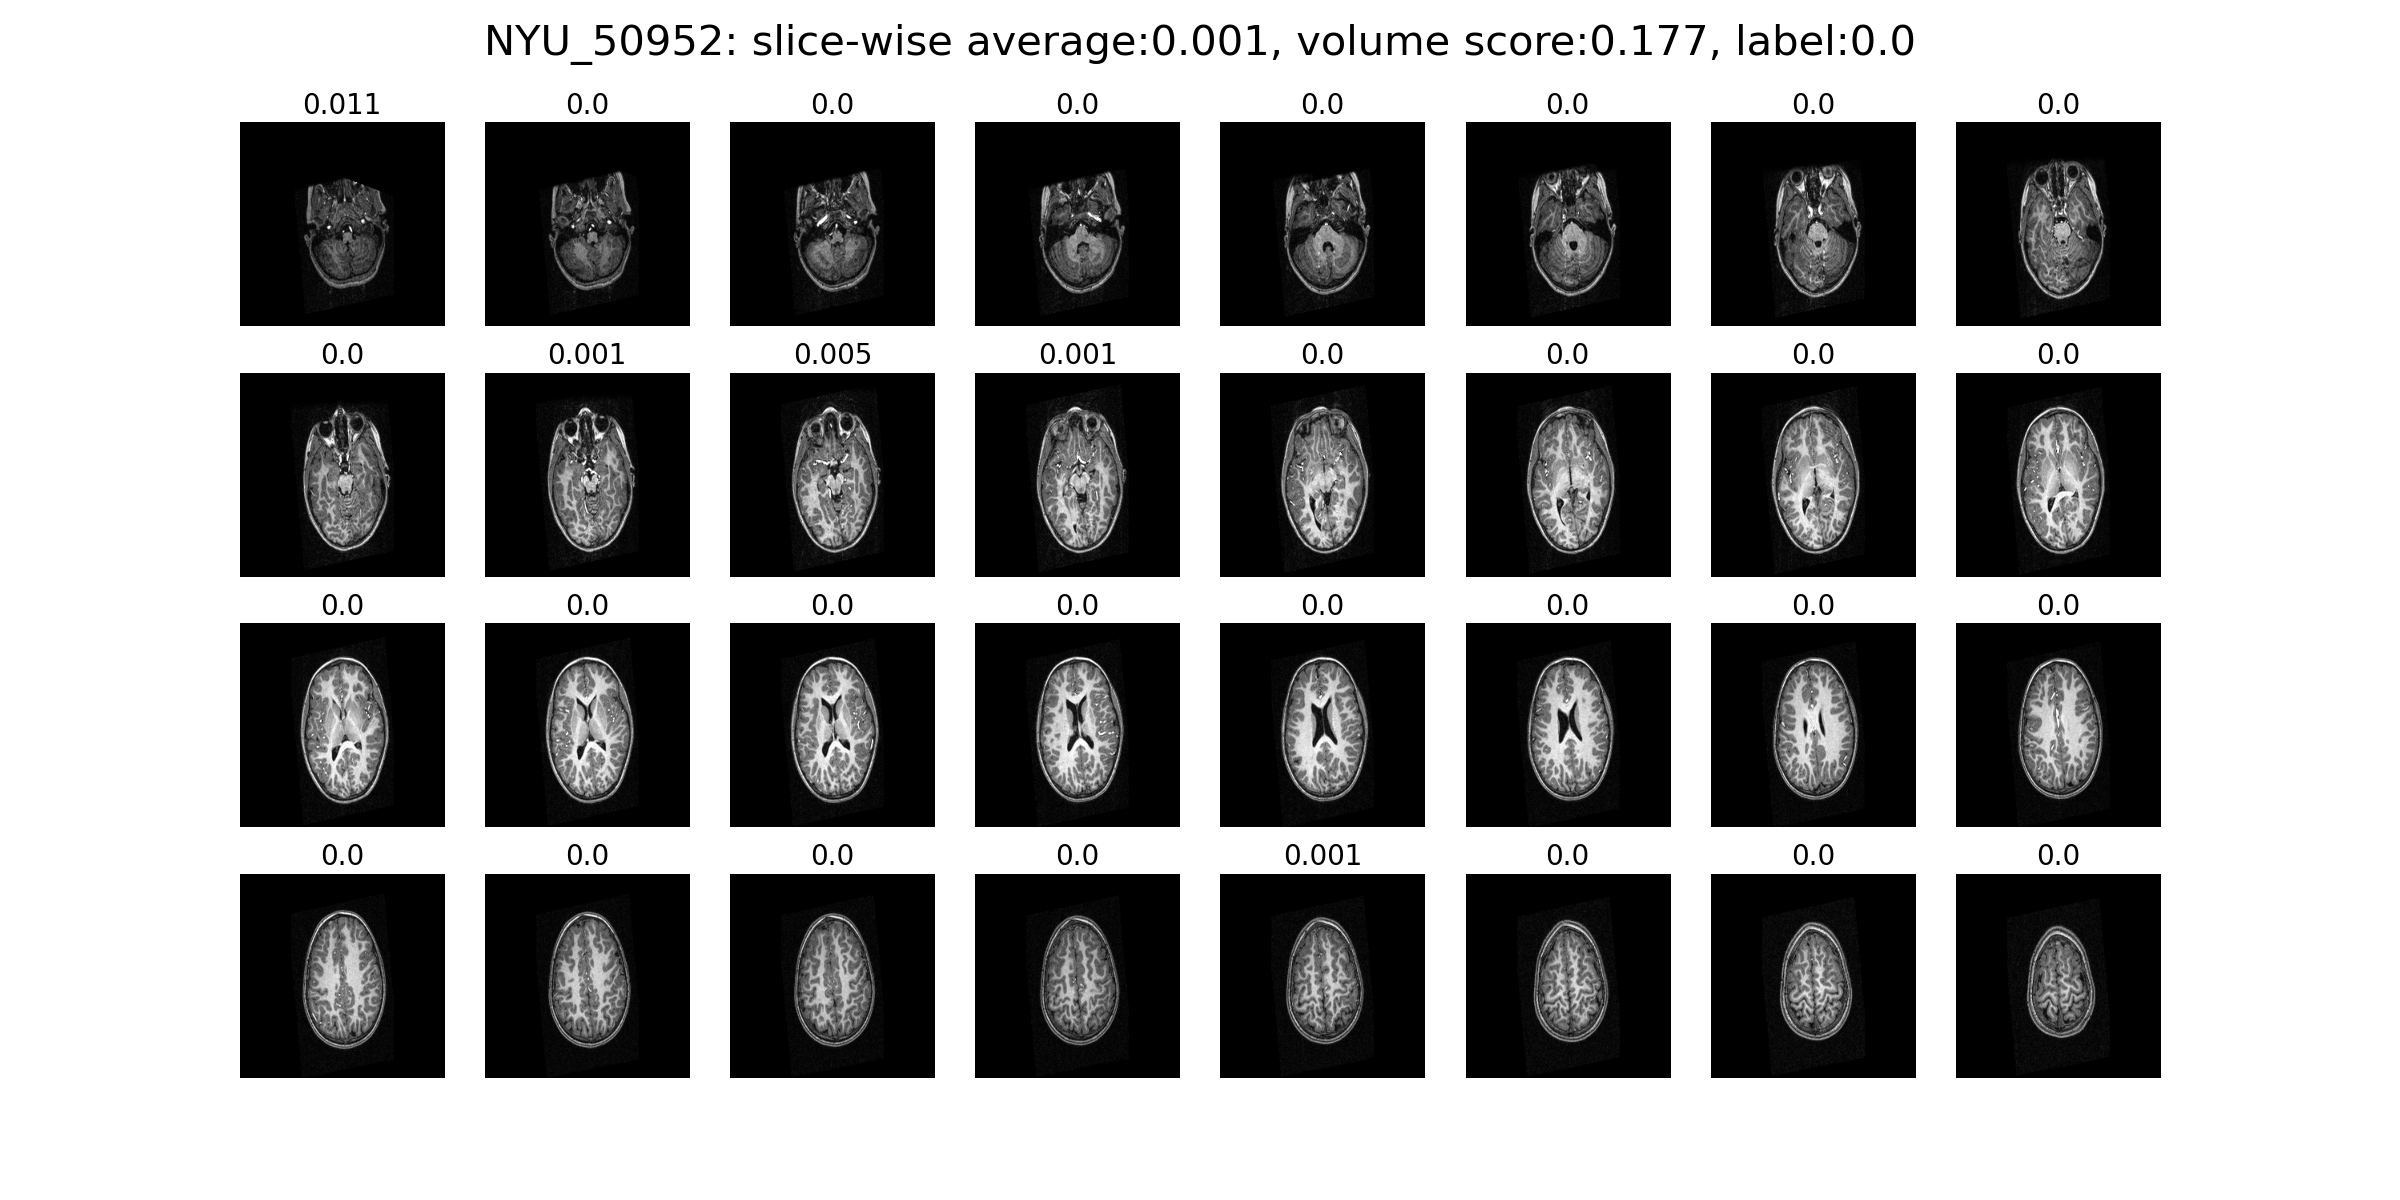 NYU_50952: slice-wise average:0.001, volume score:0.177, label:0.0
0.011 0.0 0.0 0.0 0.0 0.0 0.0 0.0
0.0 0.001 0.005 0.001 0.0 0.0 0.0 0.0
0.0 0.0 0.0 0.0 0.0 0.0 0.0 0.0
0.0 0.0 0.0 0.0 0.001 0.0 0.0 0.0